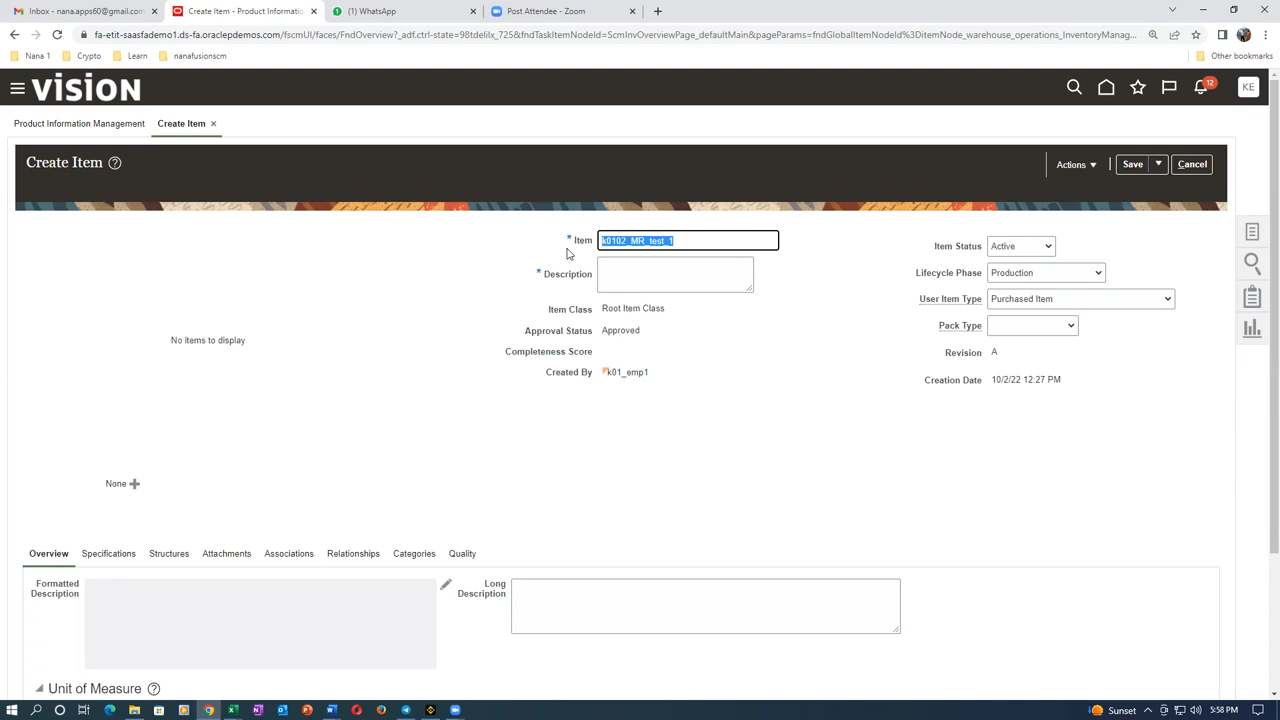 Inbox - nana.apps60@gmail.com
Create Item - Product Informatio
(1) WhatsApp
Post Attendee - Zoom
fa-etit-saasfademo1.ds-fa.oraclepdemos.com/fscmUI/faces/FndOverview?_adf.ctrl-state=98tdelilx_725&fndTaskItemNodeId=ScmInvOverviewPage_defaultMain&pageParams=fndGlobalItemNodeId%3DitemNode_warehouse_operations_InventoryManag...
Nana 1
Crypto
Learn
nanafusionscm
Other bookmarks
VISION
12
KE
Product Information Management
Create Item
Create Item
Actions
Save
Cancel
* Item k0102_MR_test_1
* Description
Item Class Root Item Class
Approval Status Approved
Completeness Score
Created By k01_emp1
Item Status Active
Lifecycle Phase Production
User Item Type Purchased Item
Pack Type
Revision A
Creation Date 10/2/22 12:27 PM
No items to display
None
Overview Specifications Structures Attachments Associations Relationships Categories Quality
Formatted Description
Long Description
Unit of Measure
Sunset
5:58 PM